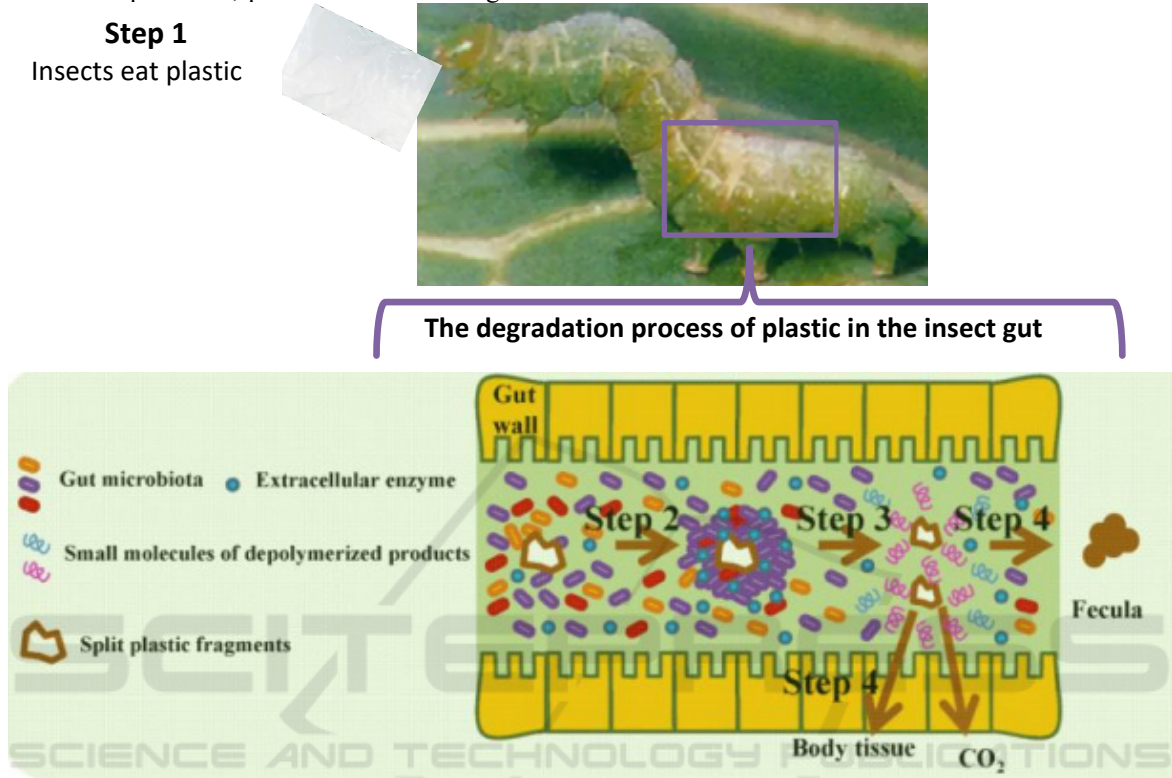 Step 1
Insects eat plastic
The degradation process of plastic in the insect gut
Gut
wall
Gut microbiota
Extracellular enzyme
Small molecules of depolymerized products
Split plastic fragments
Step 2
Step 3
Step 4
Fecula
Step 4
Body tissue
CO₂
SCITEPRESS
SCIENCE AND TECHNOLOGY PUBLICATIONS